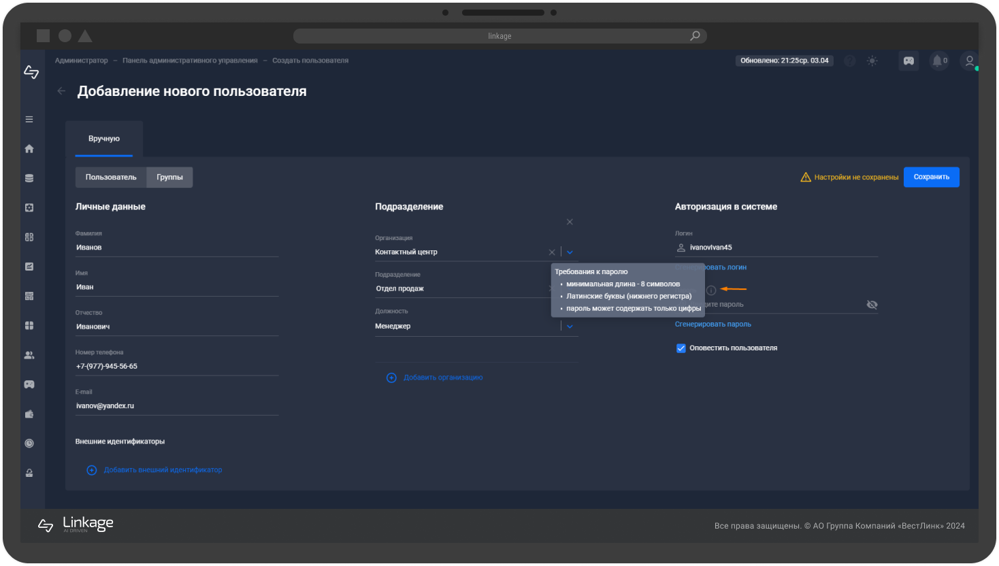 linkage
Администратор – Панель административного управления – Создать пользователя
Обновлено: 21:25ср. 03.04
0
Добавление нового пользователя
Вручную
Пользователь
Группы
Настройки не сохранены
Сохранить
Личные данные
Фамилия
Иванов
Имя
Иван
Отчество
Иванович
Номер телефона
+7-(977)-945-56-65
E-mail
ivanov@yandex.ru
Внешние идентификаторы
Добавить внешний идентификатор
Подразделение
Организация
Контактный центр
Подразделение
Отдел продаж
Должность
Менеджер
Добавить организацию
Требования к паролю
• минимальная длина - 8 символов
• Латинские буквы (нижнего регистра)
• пароль может содержать только цифры
Авторизация в системе
Логин
ivanovIvan45
Сгенерировать логин
пароль
Сгенерировать пароль
Оповестить пользователя
Linkage
AI DRIVEN
Все права защищены. © АО Группа Компаний «ВестЛинк» 2024